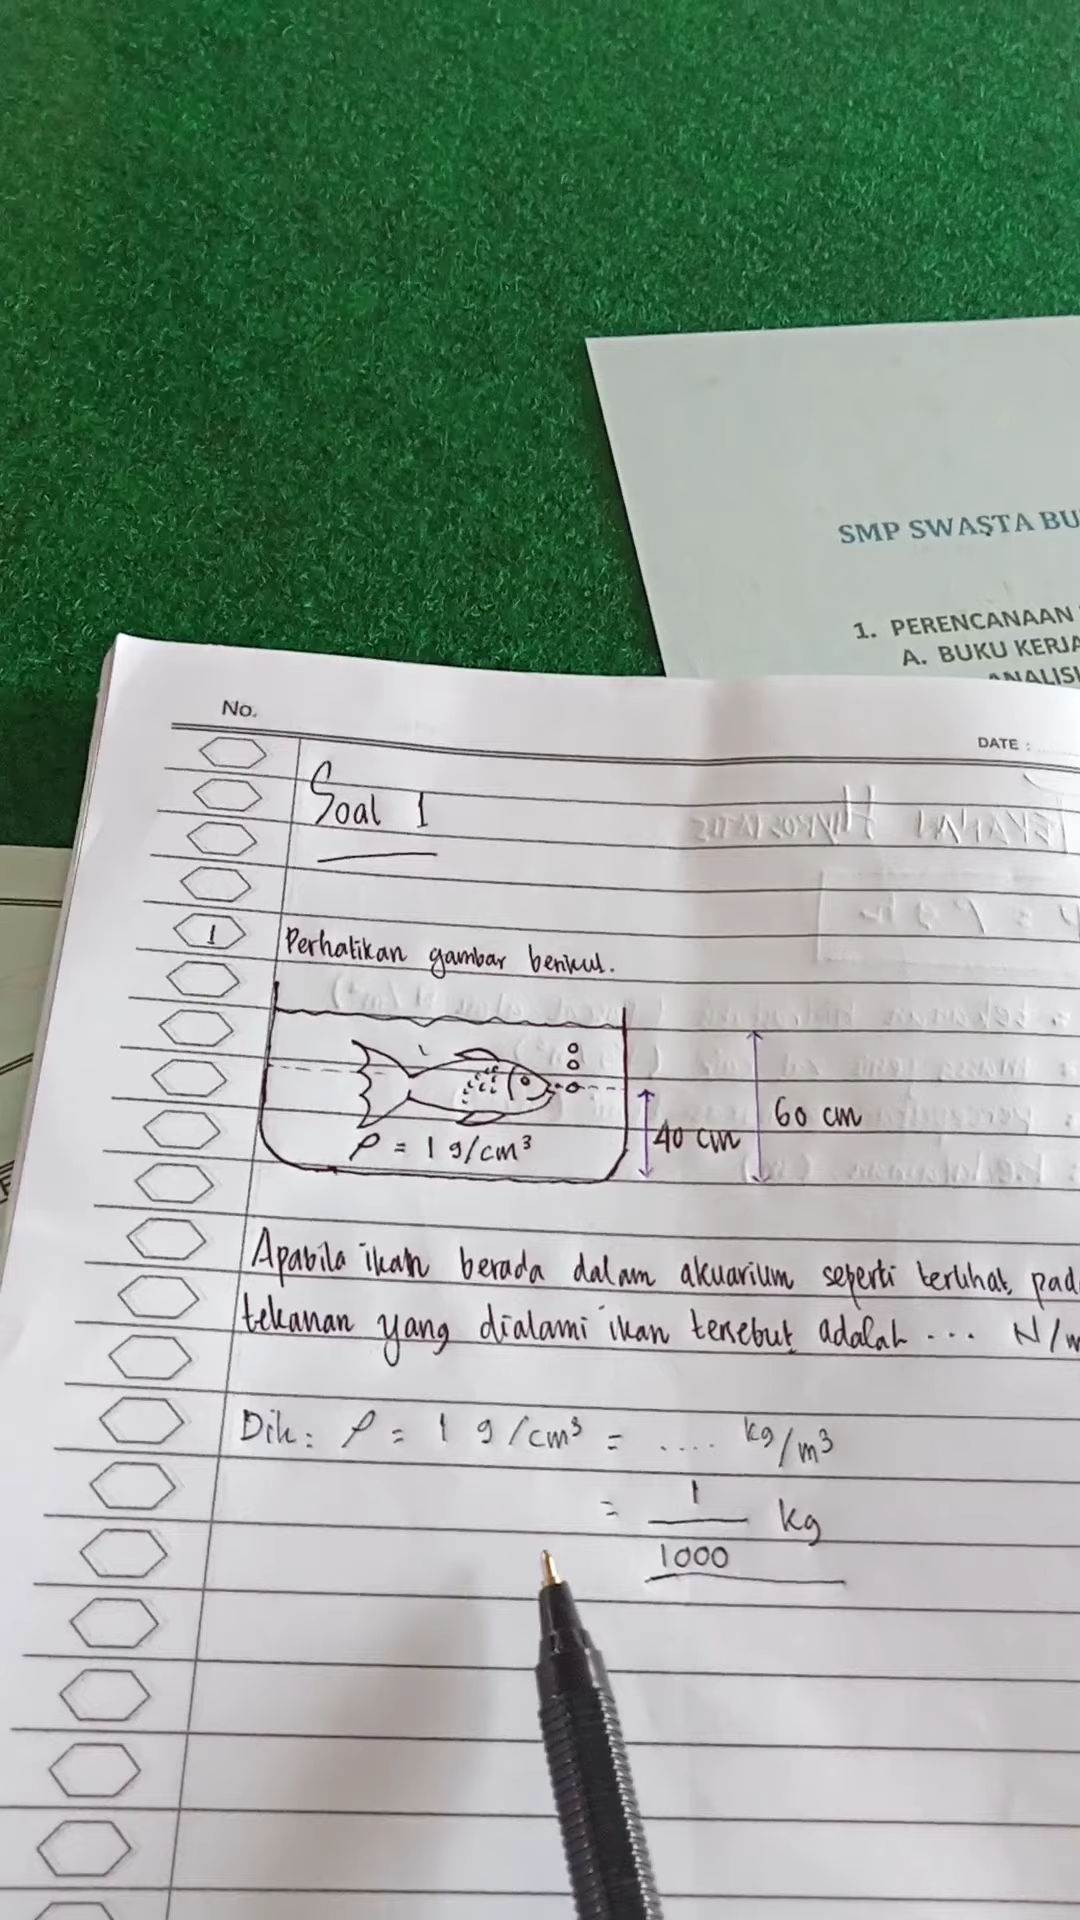 SMP SWASTA BU
1. PERENCANAAN
A. BUKU KERJA
ANALISI
No.
DATE :
Soal 1
1 Perhatikan gambar berikut.
60 cm
40 cm
ρ = 1 g/cm³
Apabila ikan berada dalam akuarium seperti terlihat pad
tekanan yang dialami ikan tersebut adalah ... N/m
Dik: ρ = 1 g/cm³ = .... kg/m³
= 1/1000 kg